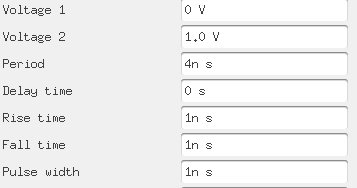 Voltage 1 0 V
Voltage 2 1.0 V
Period 4n s
Delay time 0 s
Rise time 1n s
Fall time 1n s
Pulse width 1n s